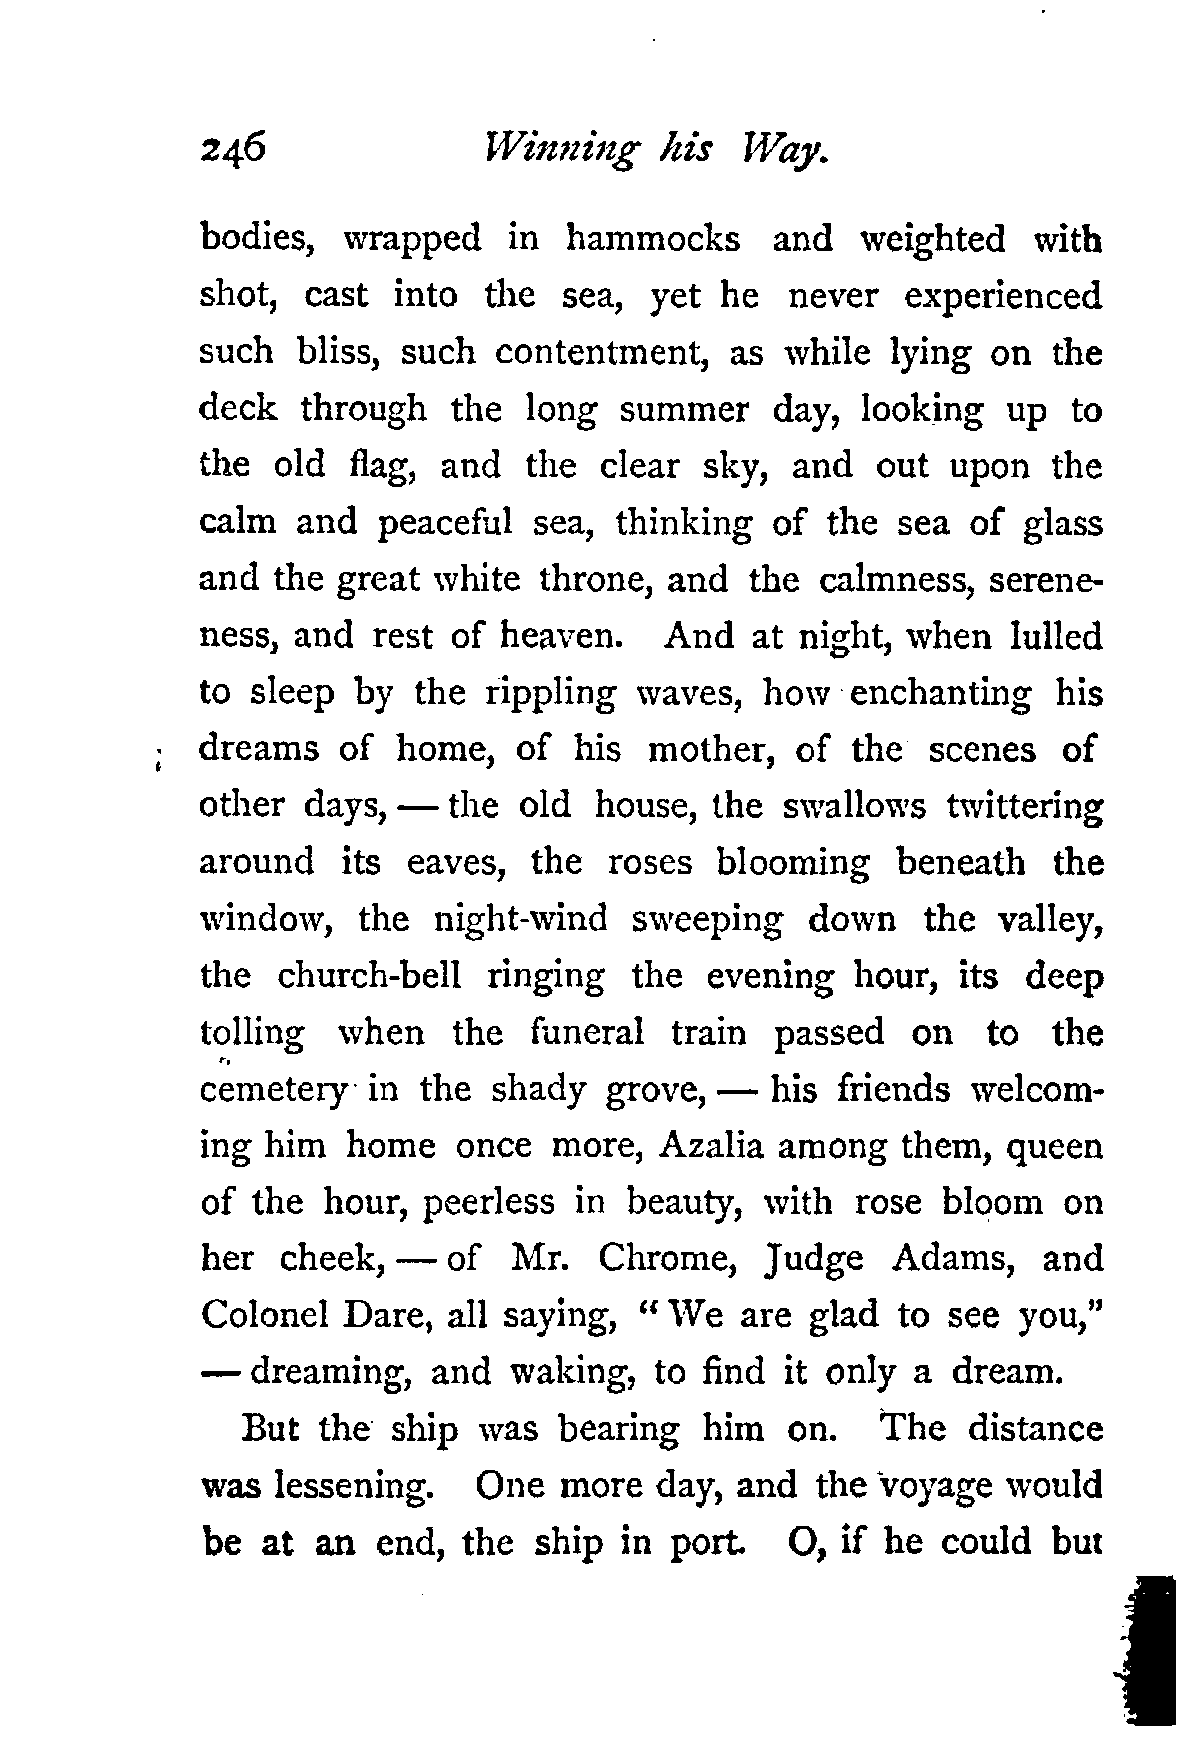 246 Winning his Way.
bodies, wrapped in hammocks and weighted with
shot, cast into the sea, yet he never experienced
such bliss, such contentment, as while lying on the
deck through the long summer day, looking up to
the old flag, and the clear sky, and out upon the
calm and peaceful sea, thinking of the sea of glass
and the great white throne, and the calmness, serene-
ness, and rest of heaven. And at night, when lulled
to sleep by the rippling waves, how enchanting his
dreams of home, of his mother, of the scenes of
other days, — the old house, the swallows twittering
around its eaves, the roses blooming beneath the
window, the night-wind sweeping down the valley,
the church-bell ringing the evening hour, its deep
tolling when the funeral train passed on to the
cemetery in the shady grove, — his friends welcom-
ing him home once more, Azalia among them, queen
of the hour, peerless in beauty, with rose bloom on
her cheek, — of Mr. Chrome, Judge Adams, and
Colonel Dare, all saying, “We are glad to see you,”
— dreaming, and waking, to find it only a dream.
But the ship was bearing him on. The distance
was lessening. One more day, and the voyage would
be at an end, the ship in port. O, if he could but